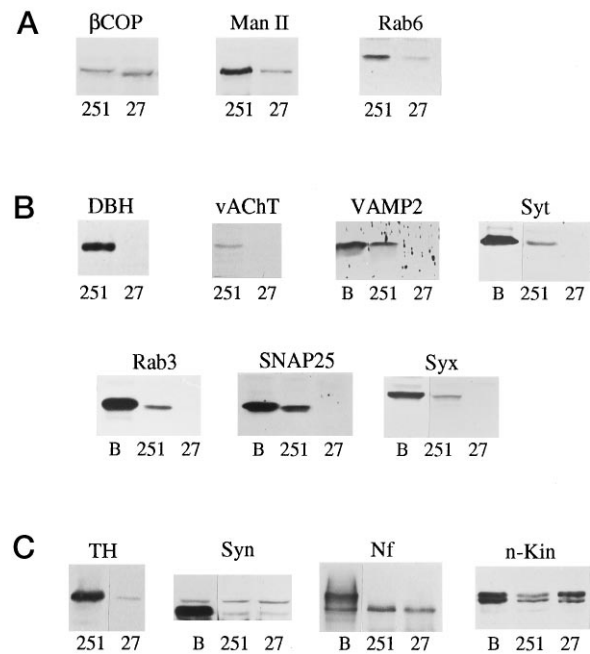 A
βCOP Man II Rab6
251 27 251 27 251 27
B
DBH vAChT VAMP2 Syt
251 27 251 27 B 251 27 B 251 27
Rab3 SNAP25 Syx
B 251 27 B 251 27 B 251 27
C
TH Syn Nf n-Kin
251 27 B 251 27 B 251 27 B 251 27